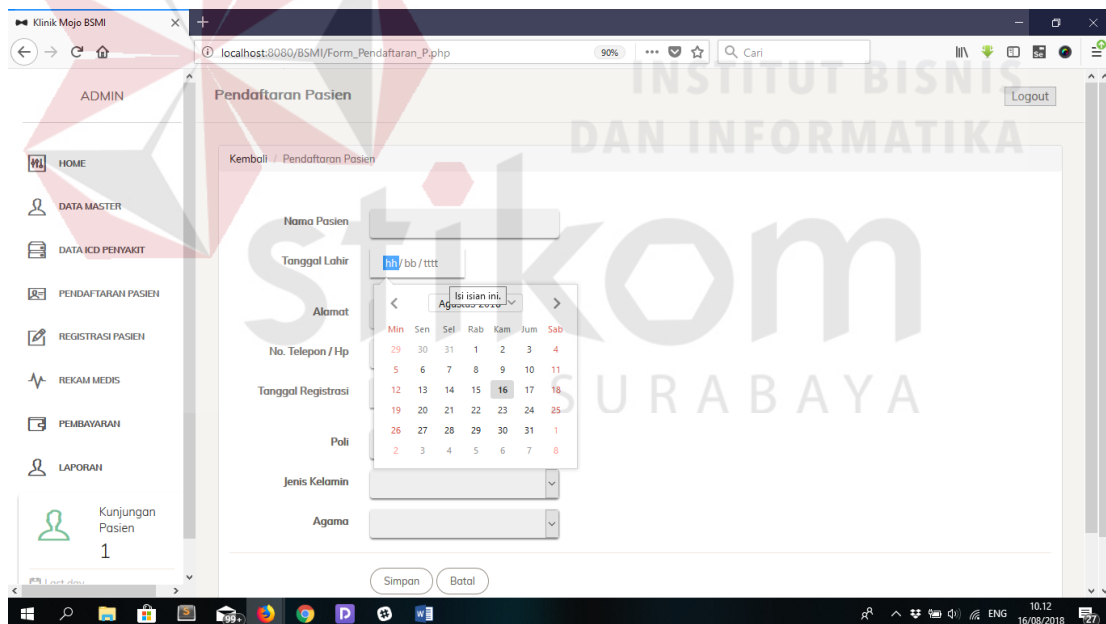 Klinik Mojo BSMI
localhost:8080/BSMI/Form_Pendaftaran_P.php
90%
Cari
ADMIN
Pendaftaran Pasien
Logout
INSTITUT BISNIS
DAN INFORMATIKA
stikom
SURABAYA
HOME
DATA MASTER
DATA ICD PENYAKIT
PENDAFTARAN PASIEN
REGISTRASI PASIEN
REKAM MEDIS
PEMBAYARAN
LAPORAN
Kunjungan
Pasien
1
Last day
Kembali / Pendaftaran Pasien
Nama Pasien
Tanggal Lahir
hh / bb / tttt
Isi isian ini.
Agustus 2018
Min Sen Sel Rab Kam Jum Sab
29 30 31 1 2 3 4
5 6 7 8 9 10 11
12 13 14 15 16 17 18
19 20 21 22 23 24 25
26 27 28 29 30 31 1
2 3 4 5 6 7 8
Alamat
No. Telepon / Hp
Tanggal Registrasi
Poli
Jenis Kelamin
Agama
Simpan
Batal
99+
ENG
10.12
16/08/2018
27